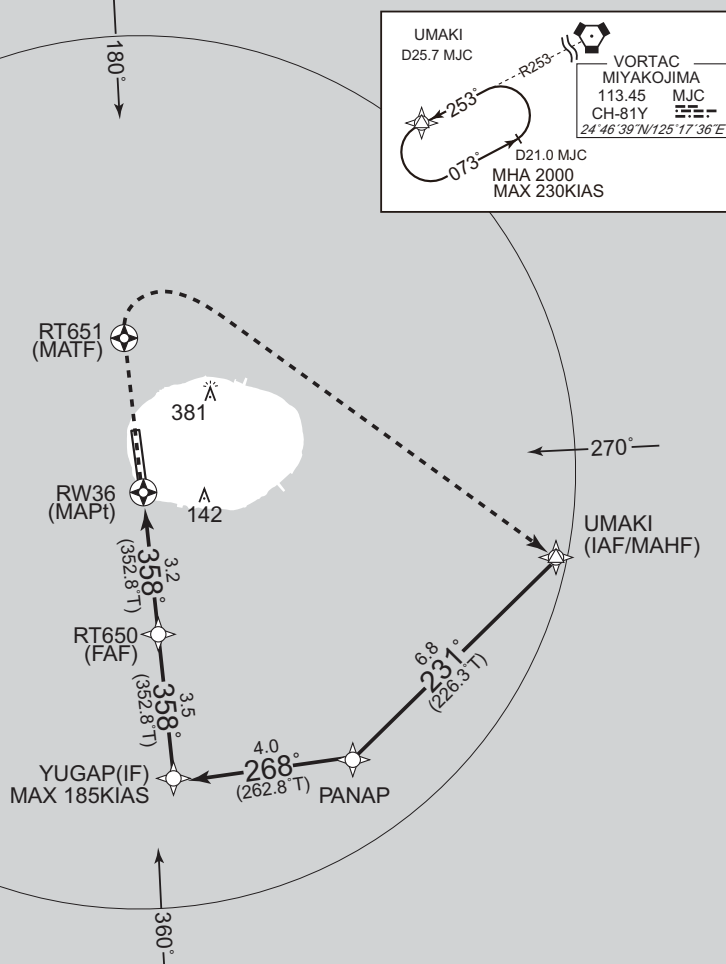 UMAKI
D25.7 MJC
R253
253°
073°
D21.0 MJC
MHA 2000
MAX 230KIAS
VORTAC
MIYAKOJIMA
113.45 MJC
CH-81Y
24°46'39"N/125°17'36"E
180°
RT651
(MATF)
381
270°
RW36
(MAPt)
142
UMAKI
(IAF/MAHF)
3.2
358°
(352.8°T)
RT650
(FAF)
6.8
231°
(226.3°T)
3.5
358°
(352.8°T)
4.0
268°
(262.8°T)
YUGAP(IF)
MAX 185KIAS
PANAP
360°